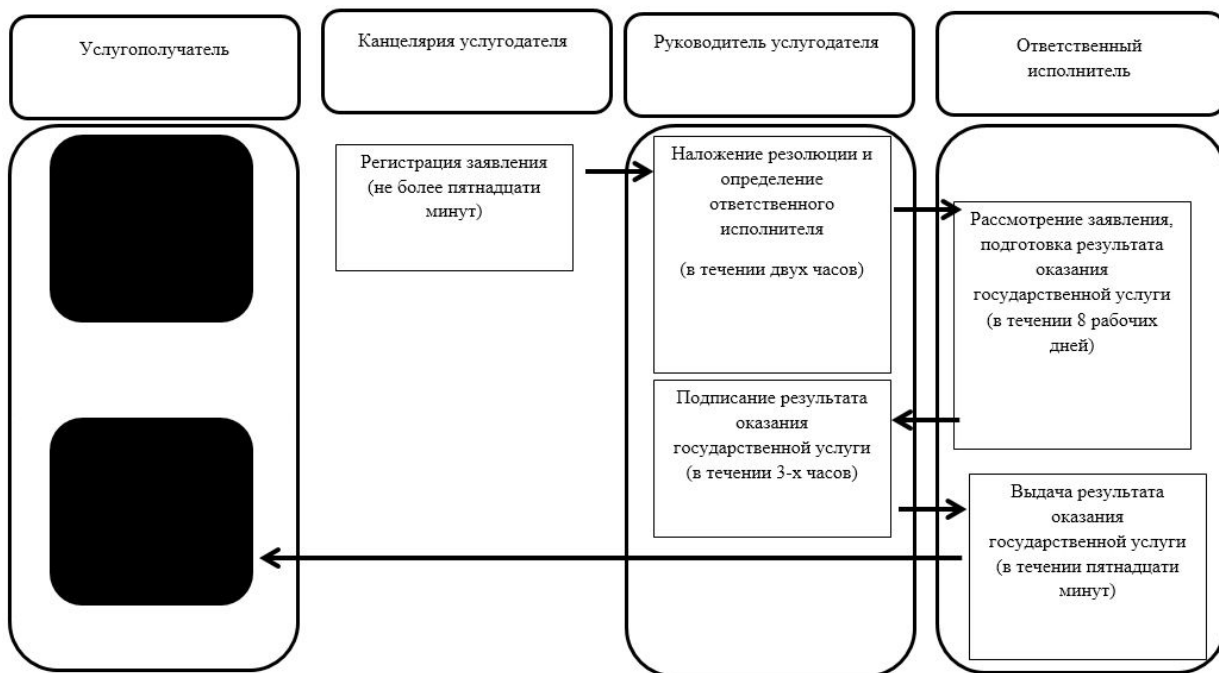 Услугополучатель
Канцелярия услугодателя
Руководитель услугодателя
Ответственный
исполнитель
Регистрация заявления
(не более пятнадцати
минут)
Наложение резолюции и
определение
ответственного
исполнителя
(в течении двух часов)
Рассмотрение заявления,
подготовка результата
оказания
государственной услуги
(в течении 8 рабочих
дней)
Подписание результата
оказания
государственной услуги
(в течении 3-х часов)
Выдача результата
оказания
государственной услуги
(в течении пятнадцати
минут)